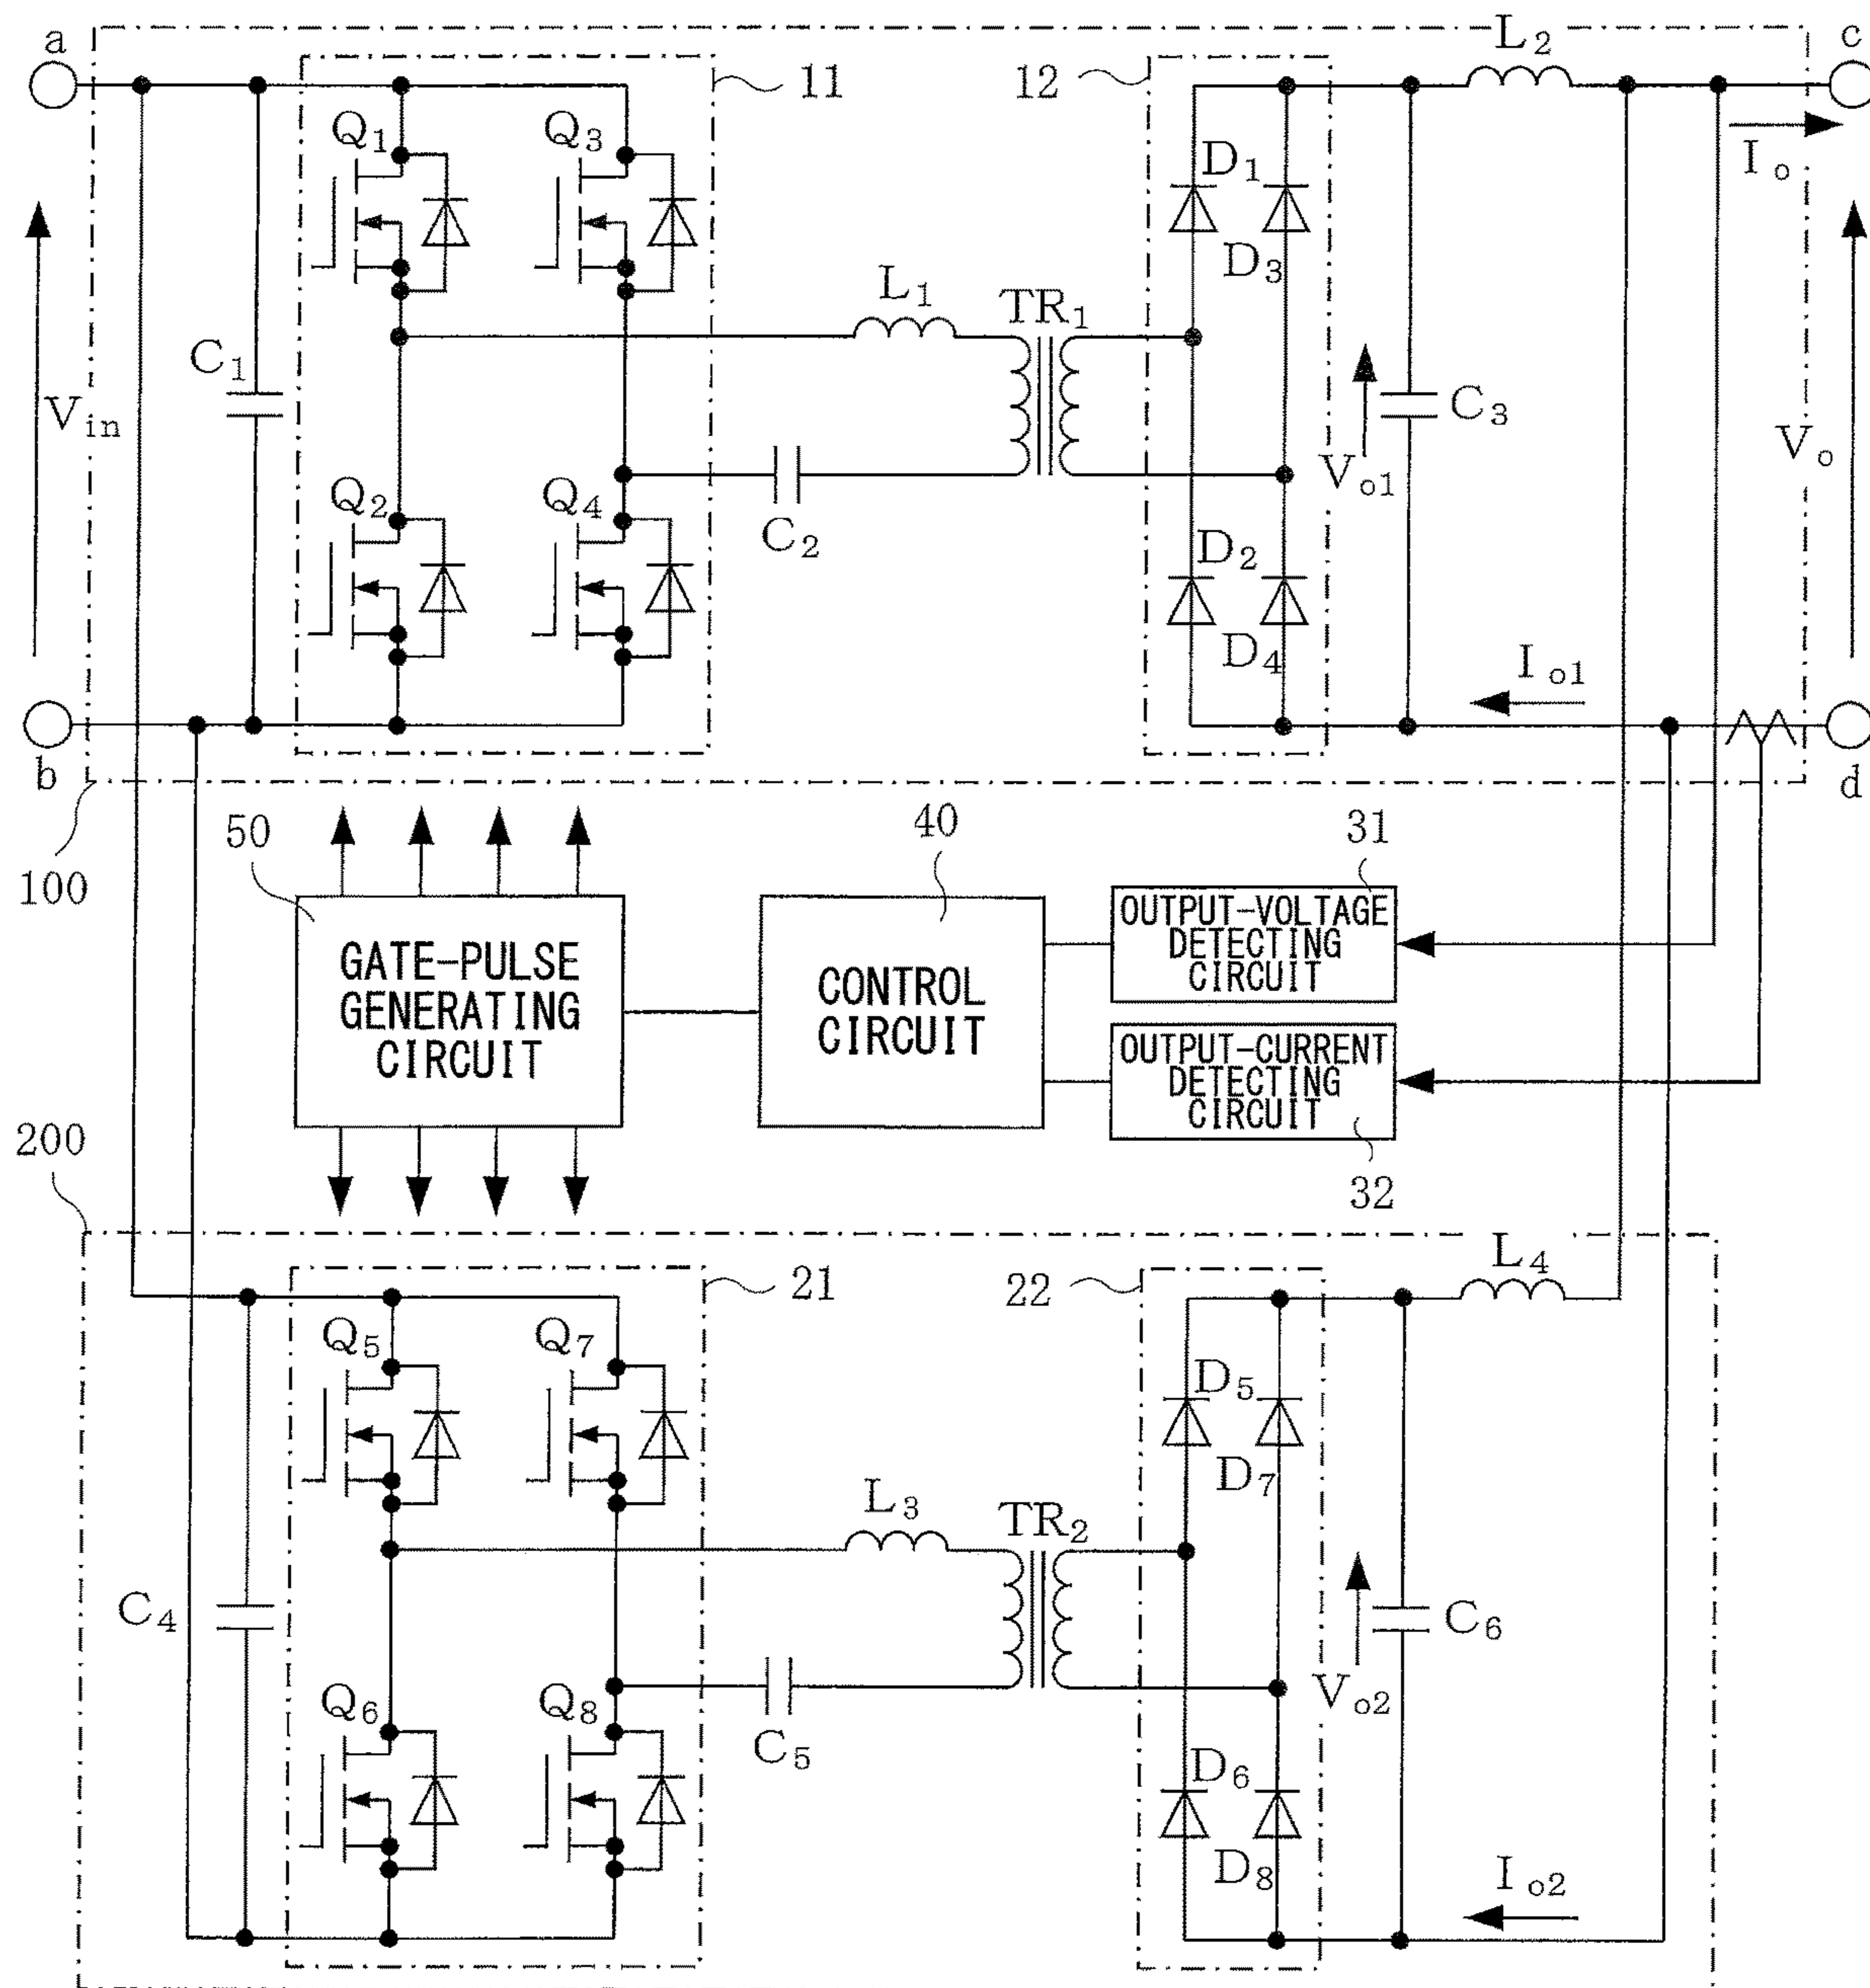 a
L2
c
11
12
Q1
Q3
D1
Io
D3
L1
TR1
C1
Vin
C3
Vo
Vo1
Q2
Q4
C2
D2
D4
Io1
b
d
100
50
40
31
GATE-PULSE
GENERATING
CIRCUIT
CONTROL
CIRCUIT
OUTPUT-VOLTAGE
DETECTING
CIRCUIT
OUTPUT-CURRENT
DETECTING
CIRCUIT
32
200
L4
21
22
Q5
Q7
D5
D7
L3
TR2
C4
C6
Vo2
Q6
Q8
C5
D6
D8
Io2